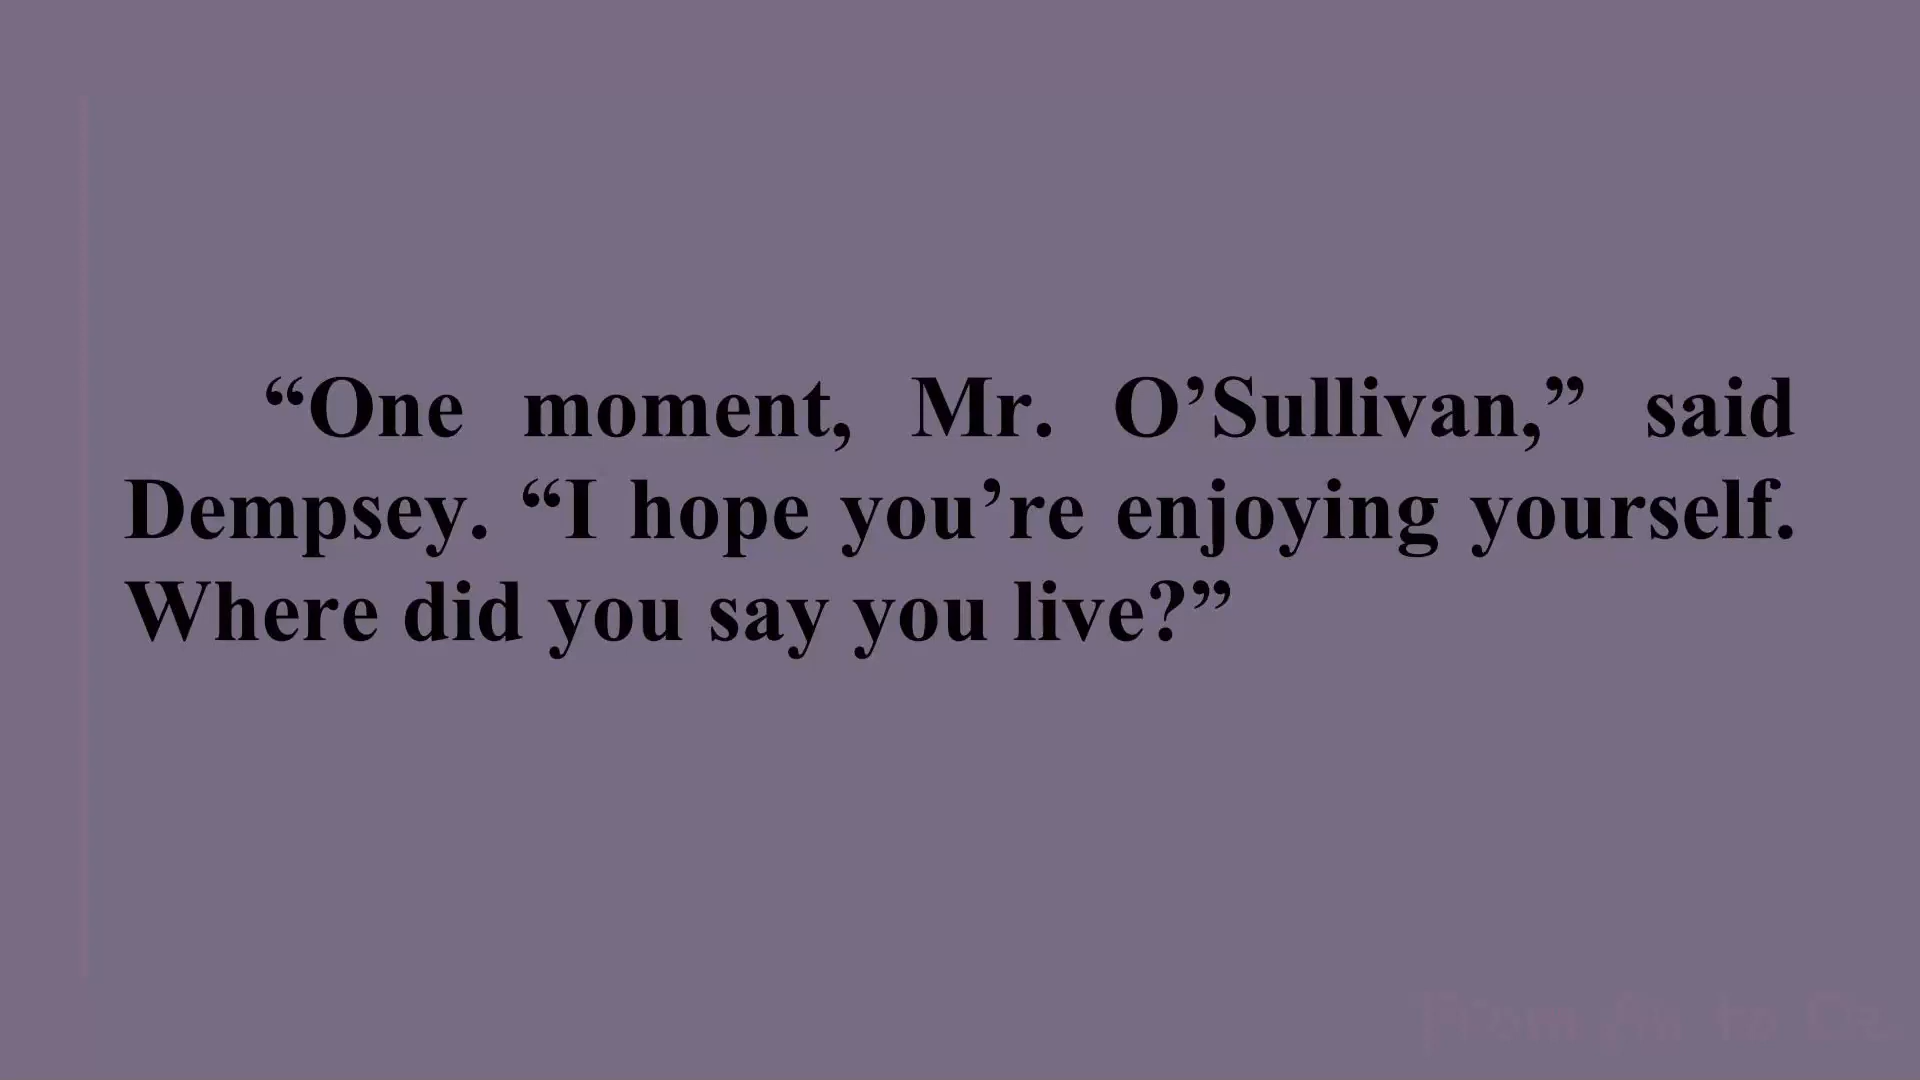 “One moment, Mr. O’Sullivan,” said
Dempsey. “I hope you’re enjoying yourself.
Where did you say you live?”